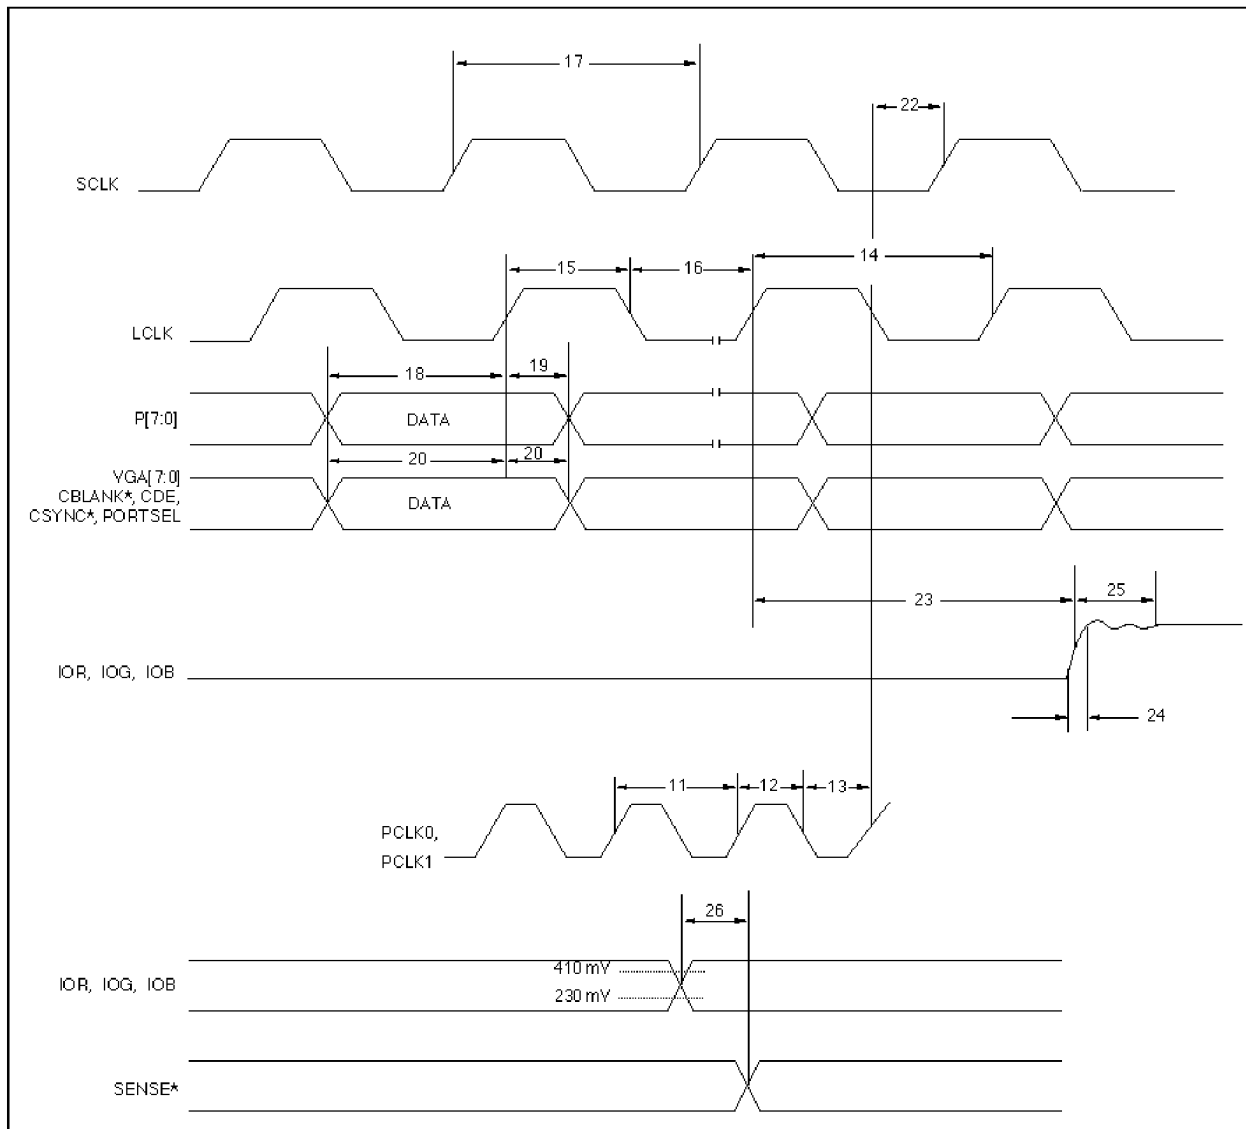 17
22
SCLK
14
15
16
LCLK
18
19
P[7:0]
DATA
20
20
VGA[7:0]
CBLANK*, CDE,
CSYNC*, PORTSEL
DATA
23
25
IOR, IOG, IOB
24
11
12
13
PCLK0,
PCLK1
26
410 mV
IOR, IOG, IOB
230 mV
SENSE*